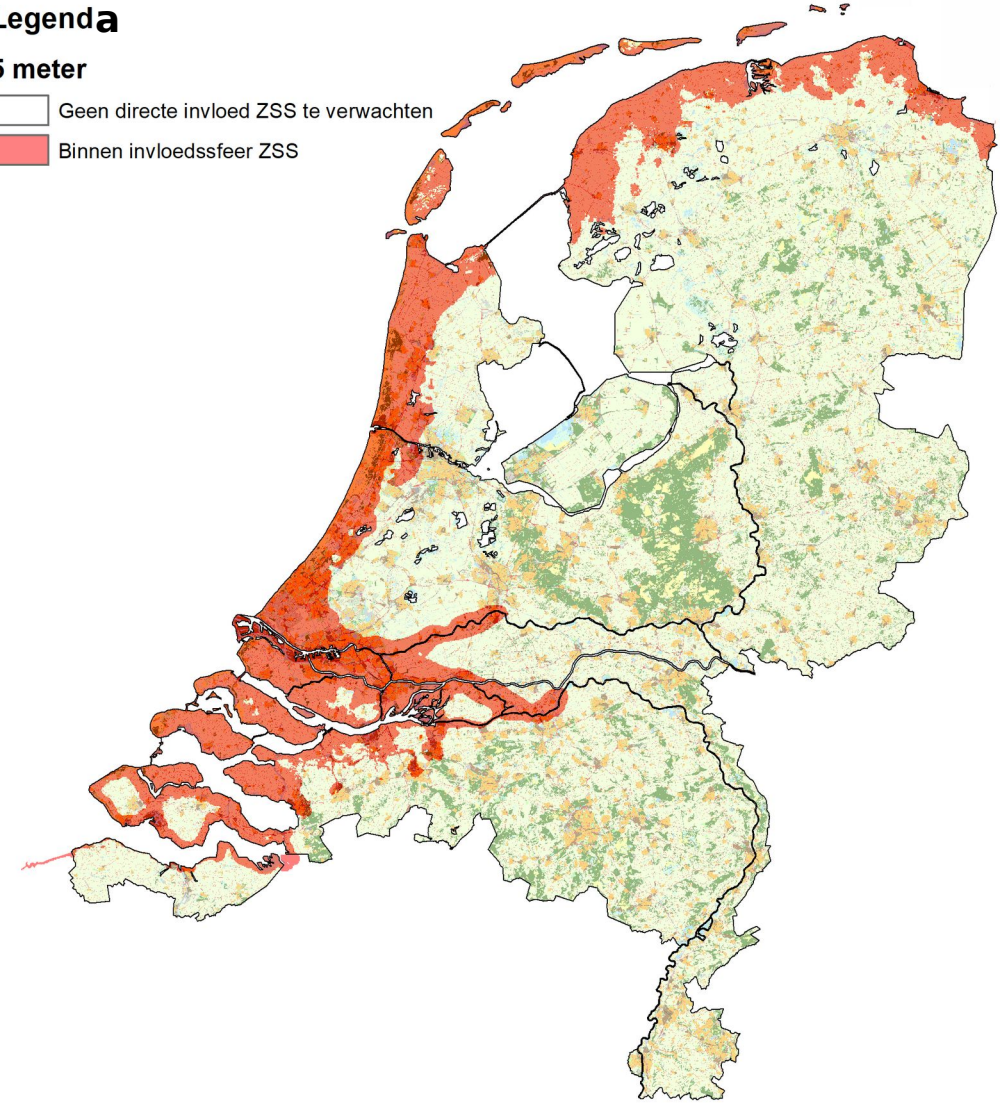 Legenda
5 meter
Geen directe invloed ZSS te verwachten
Binnen invloedssfeer ZSS